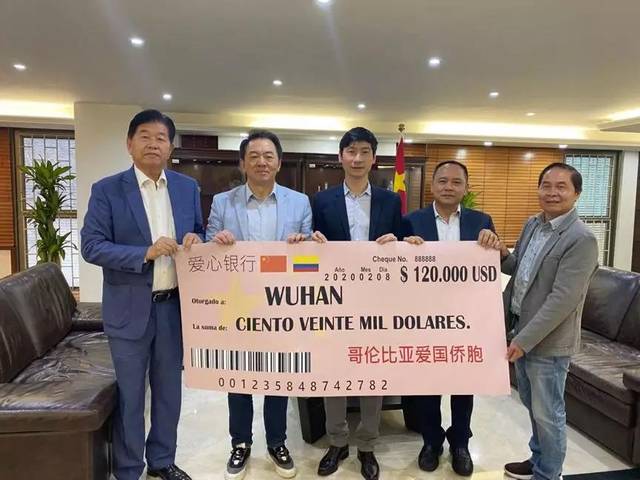 爱心银行
Cheque No. 888888
Año Mes Dia
20200208
$ 120.000 USD
Otorgado a: WUHAN
La suma de: CIENTO VEINTE MIL DOLARES.
哥伦比亚爱国侨胞
001235848742782